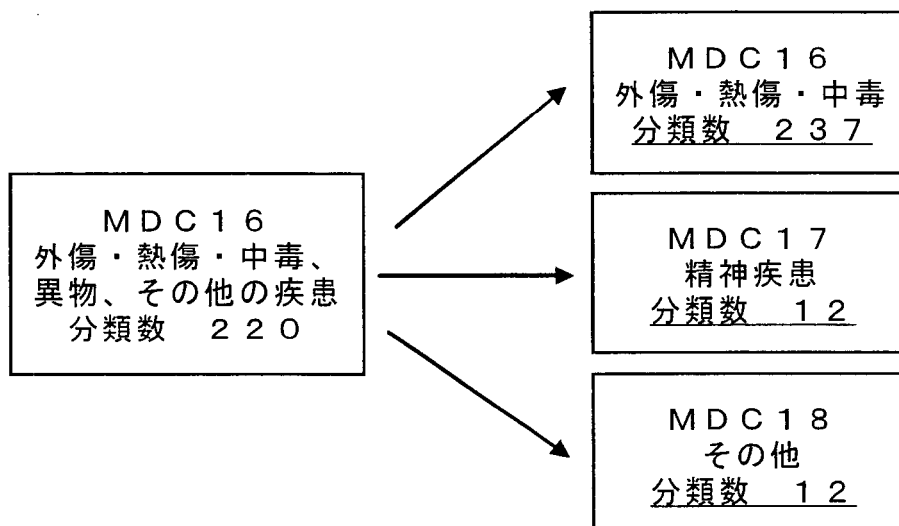 MDC16
外傷・熱傷・中毒、
異物、その他の疾患
分類数 220
MDC16
外傷・熱傷・中毒
分類数 237
MDC17
精神疾患
分類数 12
MDC18
その他
分類数 12